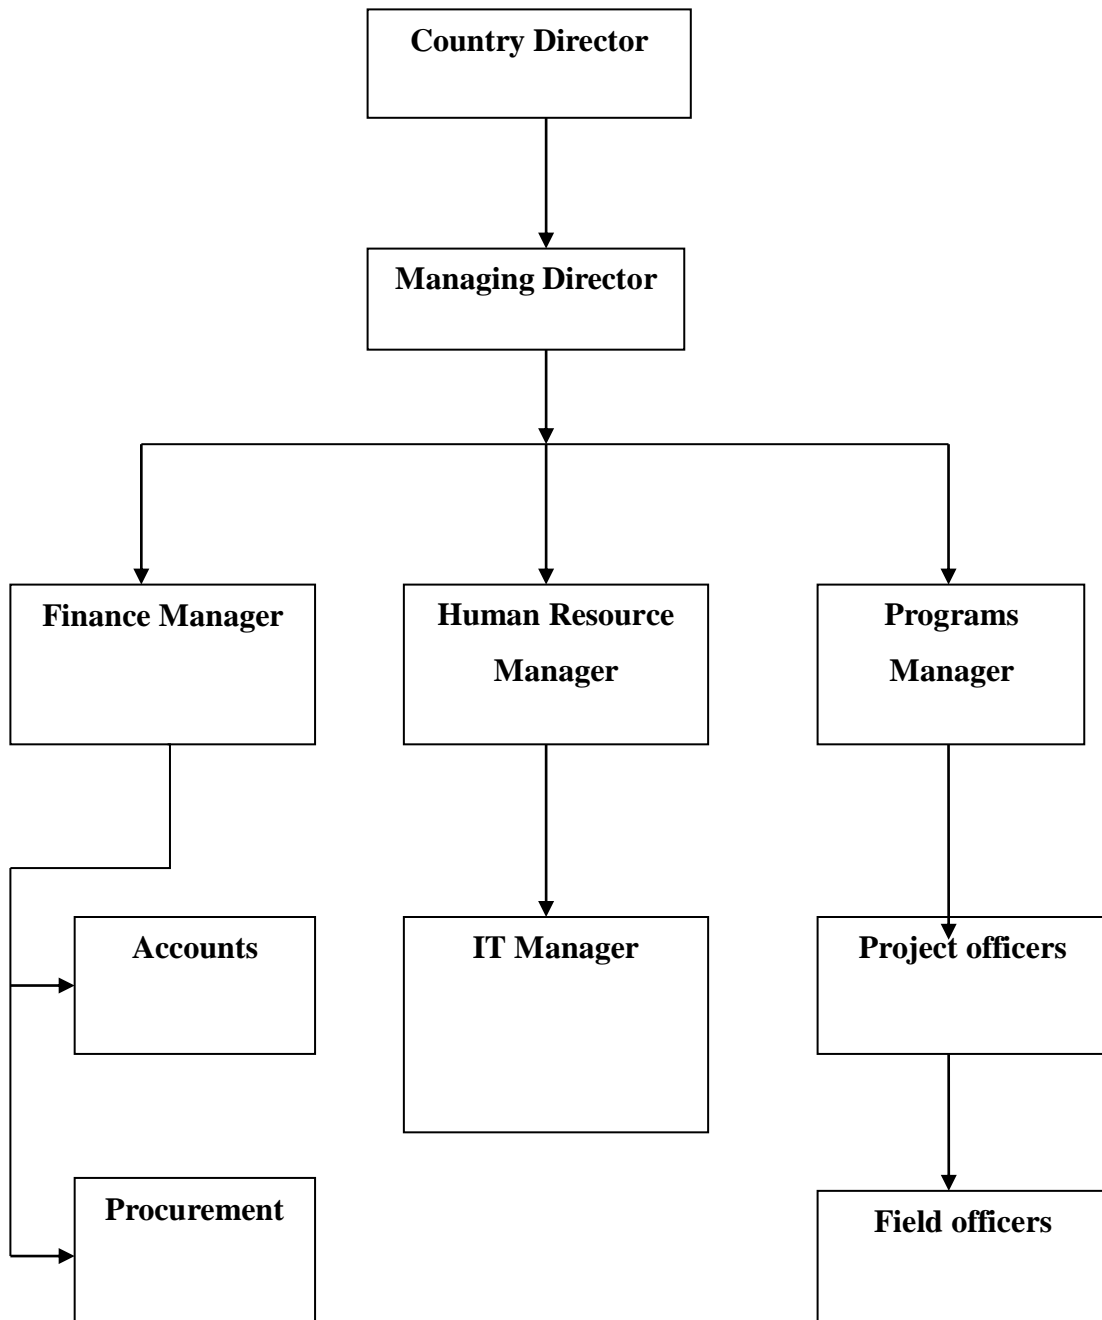 Country Director
Managing Director
Finance Manager
Human Resource
Manager
Programs
Manager
Accounts
IT Manager
Project officers
Procurement
Field officers